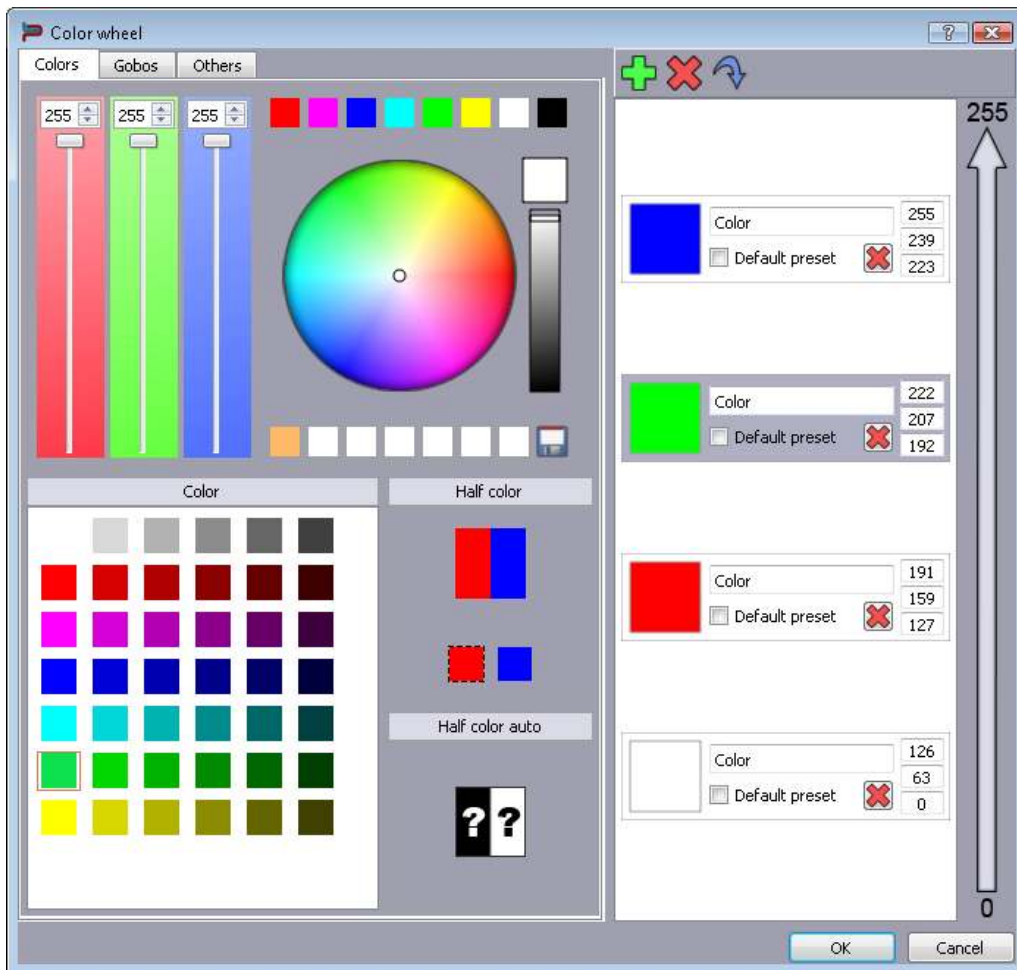 Color wheel
?
Colors Gobos Others
255 255 255
255
Color 255
Default preset 239
223
Color 222
Default preset 207
192
Color Half color
Color 191
Default preset 159
127
Half color auto
Color 126
Default preset 63
0
? ?
0
OK Cancel